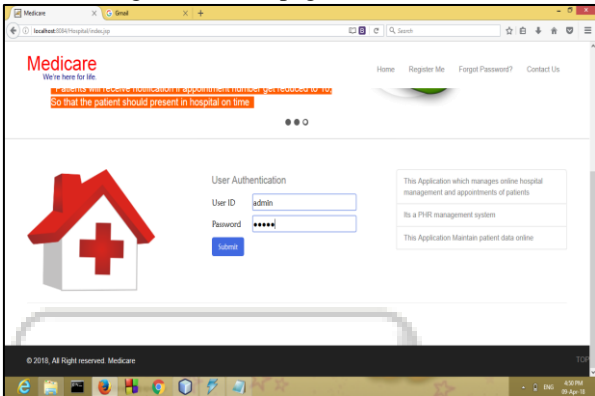 Medicare
Gmail
localhost:8084/Hospital/index.jsp
Search
Medicare
We're here for life.
Home
Register Me
Forgot Password?
Contact Us
Patients will receive notification if appointment number get reduced to 10,
So that the patient should present in hospital on time
User Authentication
User ID
admin
Password
Submit
This Application which manages online hospital
management and appointments of patients
Its a PHR management system
This Application Maintain patient data online
© 2018, All Right reserved. Medicare
TOP
ENG
4:50 PM
09-Apr-18